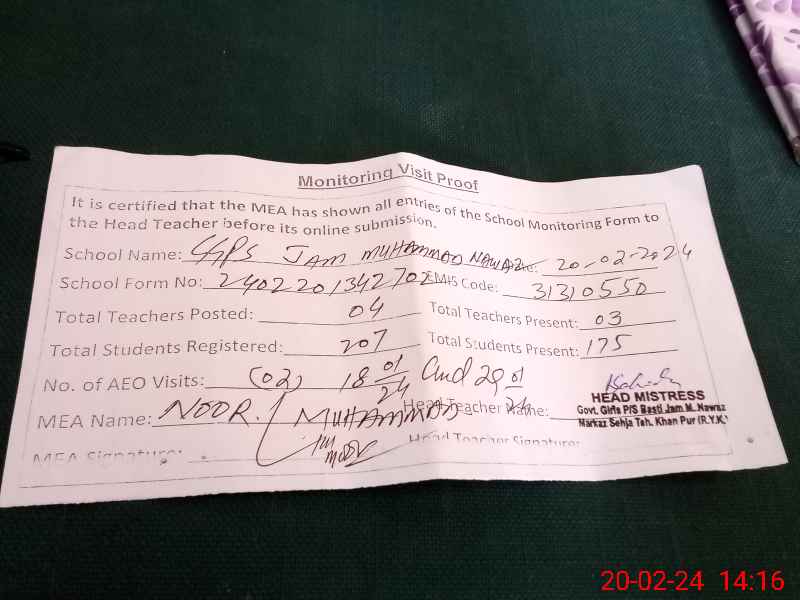 Monitoring Visit Proof
It is certified that the MEA has shown all entries of the School Monitoring Form to
the Head Teacher before its online submission.
School Name: GGPS JAM MUHAMMAD NAWAZ Date: 20-02-2024
School Form No: 2402201342702 EMIS Code: 31310550
Total Teachers Posted: 04 Total Teachers Present: 03
Total Students Registered: 207 Total Students Present: 175
No. of AEO Visits: (02) 18 01/24 and 29 01/24
MEA Name: NOOR MUHAMMAD Head Teacher Name:
HEAD MISTRESS
Govt. Girls P/S Basti Jam M. Nawaz
Markaz Sehja Teh. Khan Pur (R.Y.K)
MEA Signature: Head Teacher Signature:
20-02-24 14:16